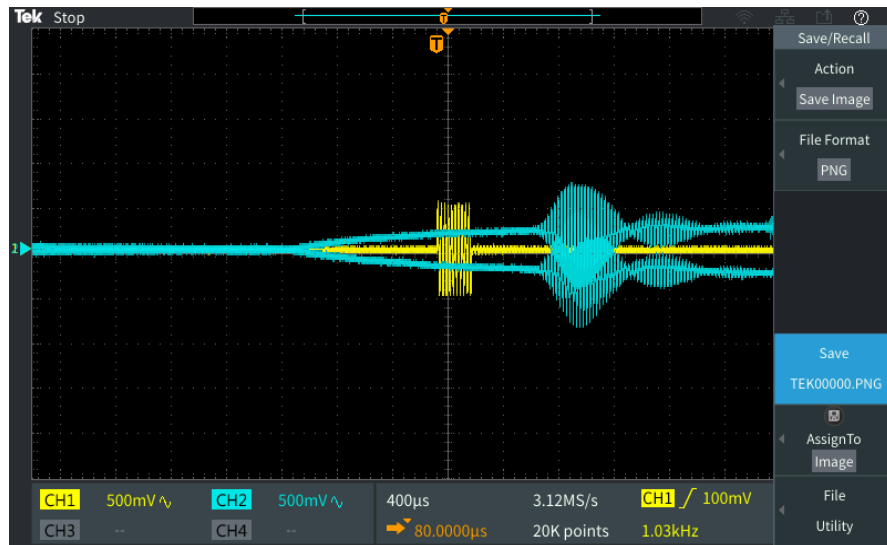 Tek Stop
T
T
Save/Recall
Action
Save Image
File Format
PNG
1
Save
TEK00000.PNG
AssignTo
Image
File
Utility
CH1 500mV CH2 500mV 400µs 3.12MS/s CH1 100mV
CH3 -- CH4 -- 80.0000µs 20K points 1.03kHz